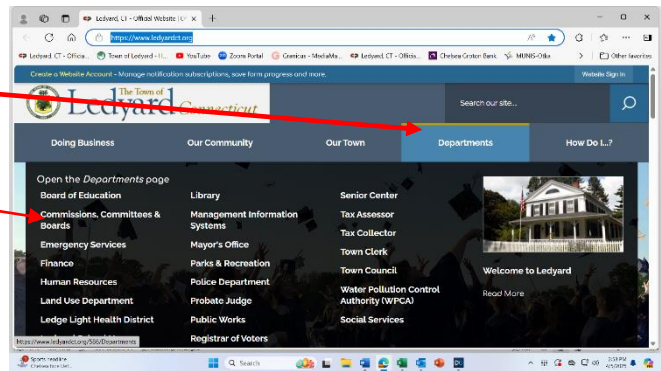 Ledyard, CT - Official Website | C
https://www.ledyardct.org
Ledyard, CT - Officia... Town of Ledyard - H... YouTube Zoom Portal Granicus - MediaMa... Ledyard, CT - Officia... Chelsea Groton Bank MUNIS-Otka Other favorites
Create a Website Account - Manage notification subscriptions, save form progress and more.
Website Sign In
The Town of
Ledyard Connecticut
Search our site...
Doing Business Our Community Our Town Departments How Do I...?
Open the Departments page
Board of Education Library Senior Center
Commissions, Committees & Boards Management Information Systems Tax Assessor
Tax Collector
Emergency Services Mayor's Office Town Clerk
Finance Parks & Recreation Town Council
Human Resources Police Department Water Pollution Control Authority (WPCA)
Land Use Department Probate Judge
Ledge Light Health District Public Works Social Services
Registrar of Voters
Welcome to Ledyard
Read More
https://www.ledyardct.org/586/Departments
Sports headline
Search
3:58 PM